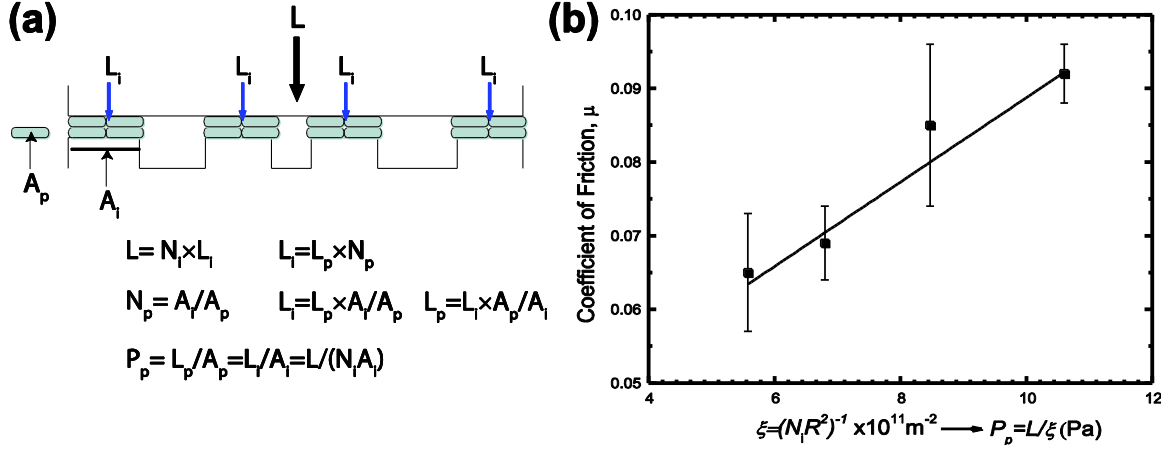 (a)
L
Lᵢ Lᵢ Lᵢ Lᵢ
Aₚ
Aᵢ
L= Nᵢ×Lᵢ Lᵢ=Lₚ×Nₚ
Nₚ= Aᵢ/Aₚ Lᵢ=Lₚ×Aᵢ/Aₚ Lₚ=Lᵢ×Aₚ/Aᵢ
Pₚ= Lₚ/Aₚ=Lᵢ/Aᵢ=L/(NᵢAᵢ)
(b)
Coefficient of Friction, μ
0.10
0.09
0.08
0.07
0.06
0.05
4 6 8 10 12
ξ=(NᵢR²)⁻¹ x10¹¹m⁻² ⟶ Pₚ=L/ξ(Pa)